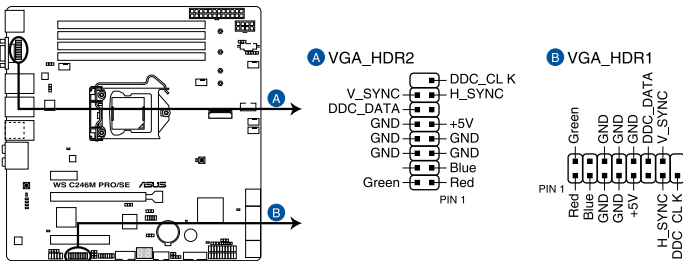 A VGA_HDR2
DDC_CL K
V_SYNC H_SYNC
DDC_DATA
GND +5V
GND GND
GND GND
Blue
Green Red
PIN 1
B VGA_HDR1
Green
GND
GND
GND
DDC_DATA
V_SYNC
PIN 1
Red
Blue
GND
GND
+5V
H_SYNC
DDC_CL K
A
WS C246M PRO/SE ASUS
B